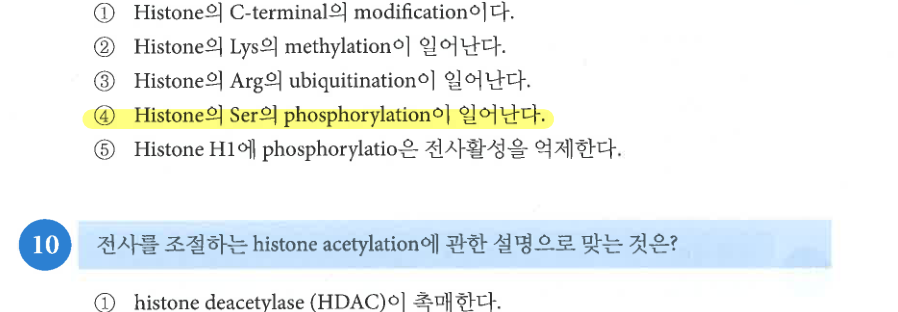 ① Histone의 C-terminal의 modification이다.
② Histone의 Lys의 methylation이 일어난다.
③ Histone의 Arg의 ubiquitination이 일어난다.
④ Histone의 Ser의 phosphorylation이 일어난다.
⑤ Histone H1에 phosphorylatio은 전사활성을 억제한다.
10 전사를 조절하는 histone acetylation에 관한 설명으로 맞는 것은?
① histone deacetylase (HDAC)이 촉매한다.